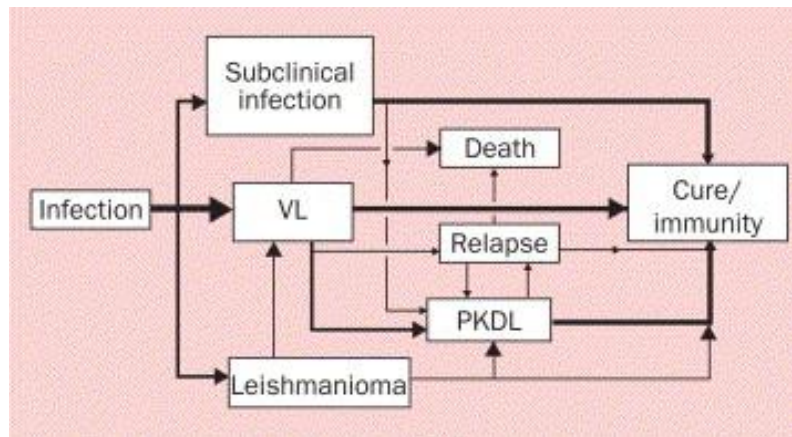 Subclinical
infection
Death
Infection
VL
Cure/
immunity
Relapse
PKDL
Leishmanioma